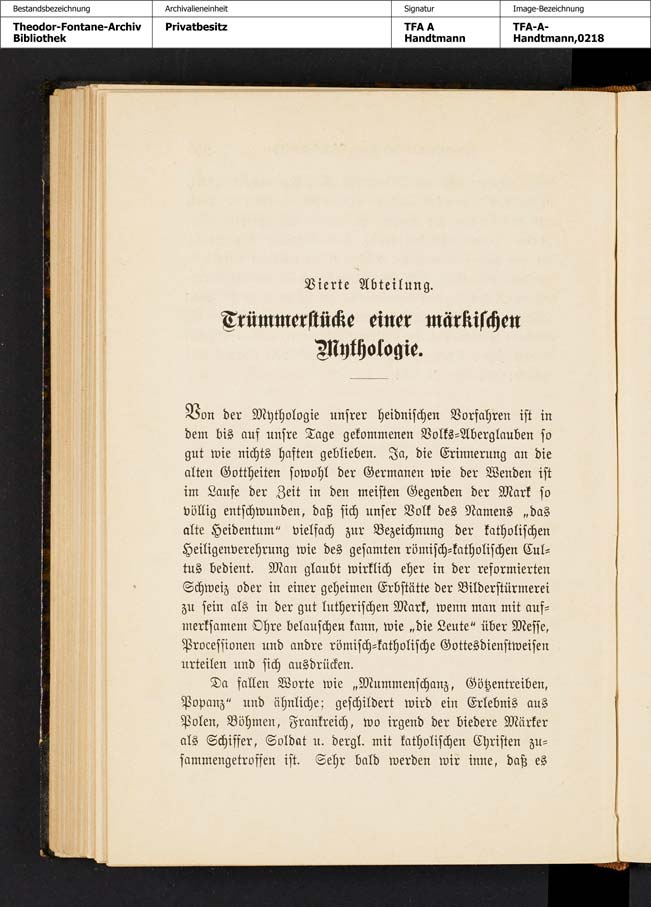 Bestandsbezeichnung
Archivalieneinheit
Signatur
Image-Bezeichnung
Theodor-Fontane-Archiv
Bibliothek
Privatbesitz
TFA A
Handtmann
TFA-A-
Handtmann,0218
Vierte Abteilung.
Trümmerstücke einer märkischen
Mythologie.
Von der Mythologie unsrer heidnischen Vorfahren ist in
dem bis auf unsre Tage gekommenen Volks-Aberglauben so
gut wie nichts haften geblieben. Ja, die Erinnerung an die
alten Gottheiten sowohl der Germanen wie der Wenden ist
im Laufe der Zeit in den meisten Gegenden der Mark so
völlig entschwunden, daß sich unser Volk des Namens „das
alte Heidentum“ vielfach zur Bezeichnung der katholischen
Heiligenverehrung wie des gesamten römisch-katholischen Cul-
tus bedient. Man glaubt wirklich eher in der reformierten
Schweiz oder in einer geheimen Erbstätte der Bilderstürmerei
zu sein als in der gut lutherischen Mark, wenn man mit auf-
merksamem Ohre belauschen kann, wie „die Leute“ über Messe,
Processionen und andre römisch-katholische Gottesdienstweisen
urteilen und sich ausdrücken.
Da fallen Worte wie „Mummenschanz, Götzentreiben,
Popanz“ und ähnliche; geschildert wird ein Erlebnis aus
Polen, Böhmen, Frankreich, wo irgend der biedere Märker
als Schiffer, Soldat u. dergl. mit katholischen Christen zu-
sammengetroffen ist. Sehr bald werden wir inne, daß es